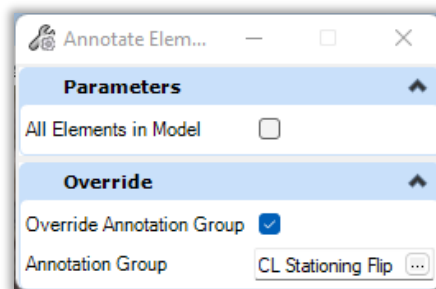 Annotate Elem...
Parameters
All Elements in Model
Override
Override Annotation Group
Annotation Group CL Stationing Flip ...